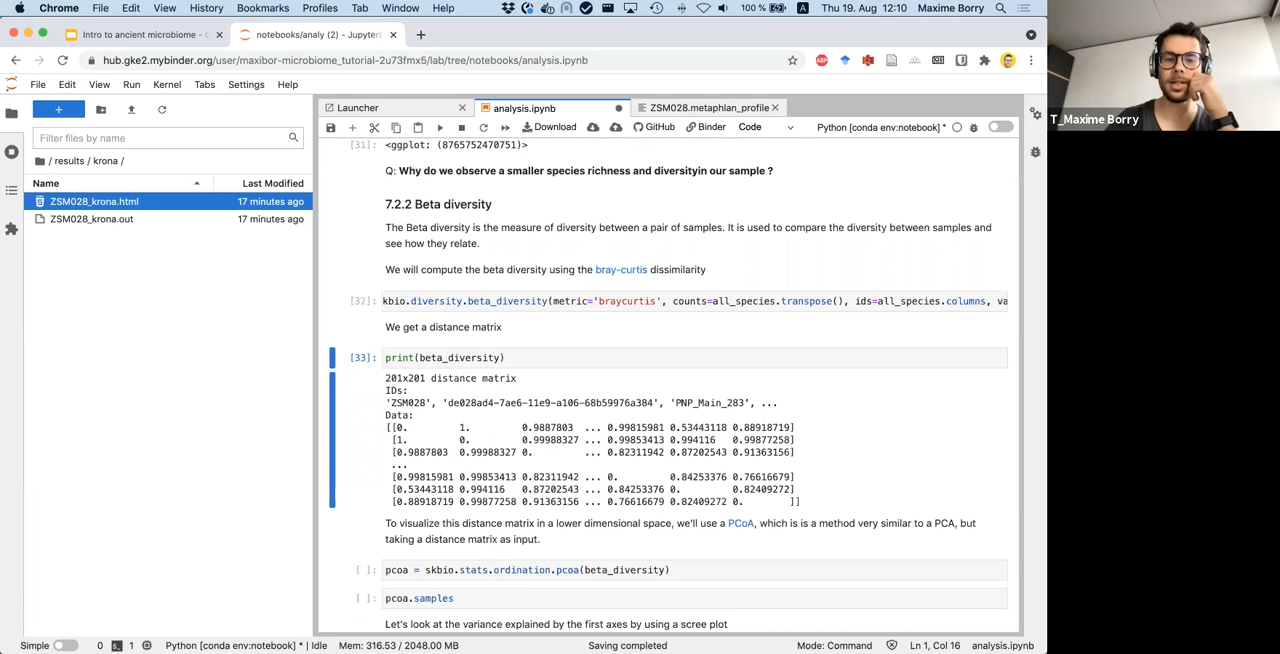 Chrome File Edit View History Bookmarks Profiles Tab Window Help 100 % Thu 19. Aug 12:10 Maxime Borry
Intro to ancient microbiome - notebooks/analy (2) - Jupyter
hub.gke2.mybinder.org/user/maxibor-microbiome_tutorial-2u73fmx5/lab/tree/notebooks/analysis.ipynb
File Edit View Run Kernel Tabs Settings Help
Launcher analysis.ipynb ZSM028.metaphlan_profile
Download GitHub Binder Code Python [conda env:notebook] *
Filter files by name
/ results / krona /
Name Last Modified
ZSM028_krona.html 17 minutes ago
ZSM028_krona.out 17 minutes ago
[31]: <ggplot: (8765752470751)>
Q: Why do we observe a smaller species richness and diversityin our sample ?
7.2.2 Beta diversity
The Beta diversity is the measure of diversity between a pair of samples. It is used to compare the diversity between samples and
see how they relate.
We will compute the beta diversity using the bray-curtis dissimilarity
[32]: kbio.diversity.beta_diversity(metric='braycurtis', counts=all_species.transpose(), ids=all_species.columns, va
We get a distance matrix
[33]: print(beta_diversity)
201x201 distance matrix
IDs:
'ZSM028', 'de028ad4-7ae6-11e9-a106-68b59976a384', 'PNP_Main_283', ...
Data:
[[0. 1. 0.9887803 ... 0.99815981 0.53443118 0.88918719]
[1. 0. 0.99988327 ... 0.99853413 0.994116 0.99877258]
[0.9887803 0.99988327 0. ... 0.82311942 0.87202543 0.91363156]
...
[0.99815981 0.99853413 0.82311942 ... 0. 0.84253376 0.76616679]
[0.53443118 0.994116 0.87202543 ... 0.84253376 0. 0.82409272]
[0.88918719 0.99877258 0.91363156 ... 0.76616679 0.82409272 0. ]]
To visualize this distance matrix in a lower dimensional space, we'll use a PCoA, which is is a method very similar to a PCA, but
taking a distance matrix as input.
[ ]: pcoa = skbio.stats.ordination.pcoa(beta_diversity)
[ ]: pcoa.samples
Let's look at the variance explained by the first axes by using a scree plot
Simple 0 1 Python [conda env:notebook] * | Idle Mem: 316.53 / 2048.00 MB Saving completed Mode: Command Ln 1, Col 16 analysis.ipynb
T_Maxime Borry